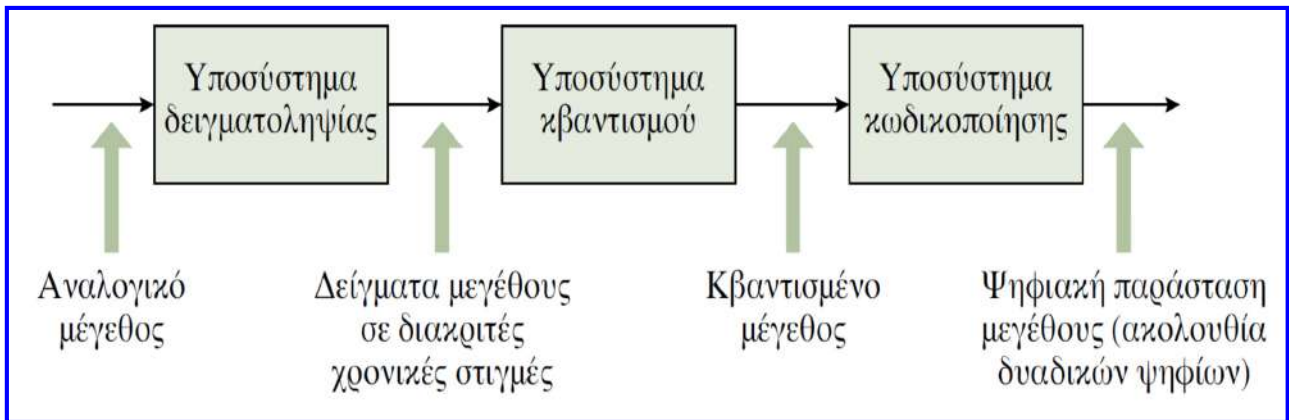 Υποσύστημα
δειγματοληψίας
Υποσύστημα
κβαντισμού
Υποσύστημα
κωδικοποίησης
Αναλογικό
μέγεθος
Δείγματα μεγέθους
σε διακριτές
χρονικές στιγμές
Κβαντισμένο
μέγεθος
Ψηφιακή παράσταση
μεγέθους (ακολουθία
δυαδικών ψηφίων)